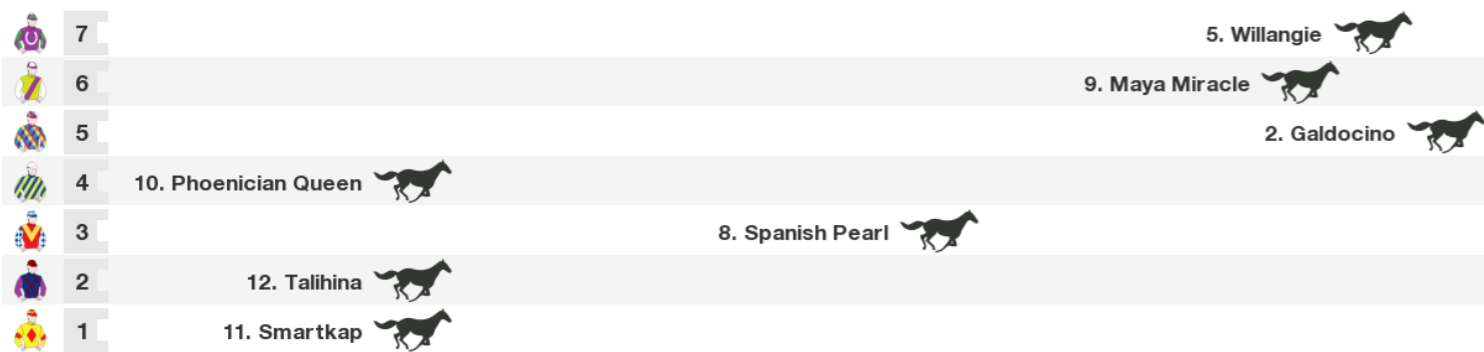 7 5. Willangie
6 9. Maya Miracle
5 2. Galdocino
4 10. Phoenician Queen
3 8. Spanish Pearl
2 12. Talihina
1 11. Smartkap